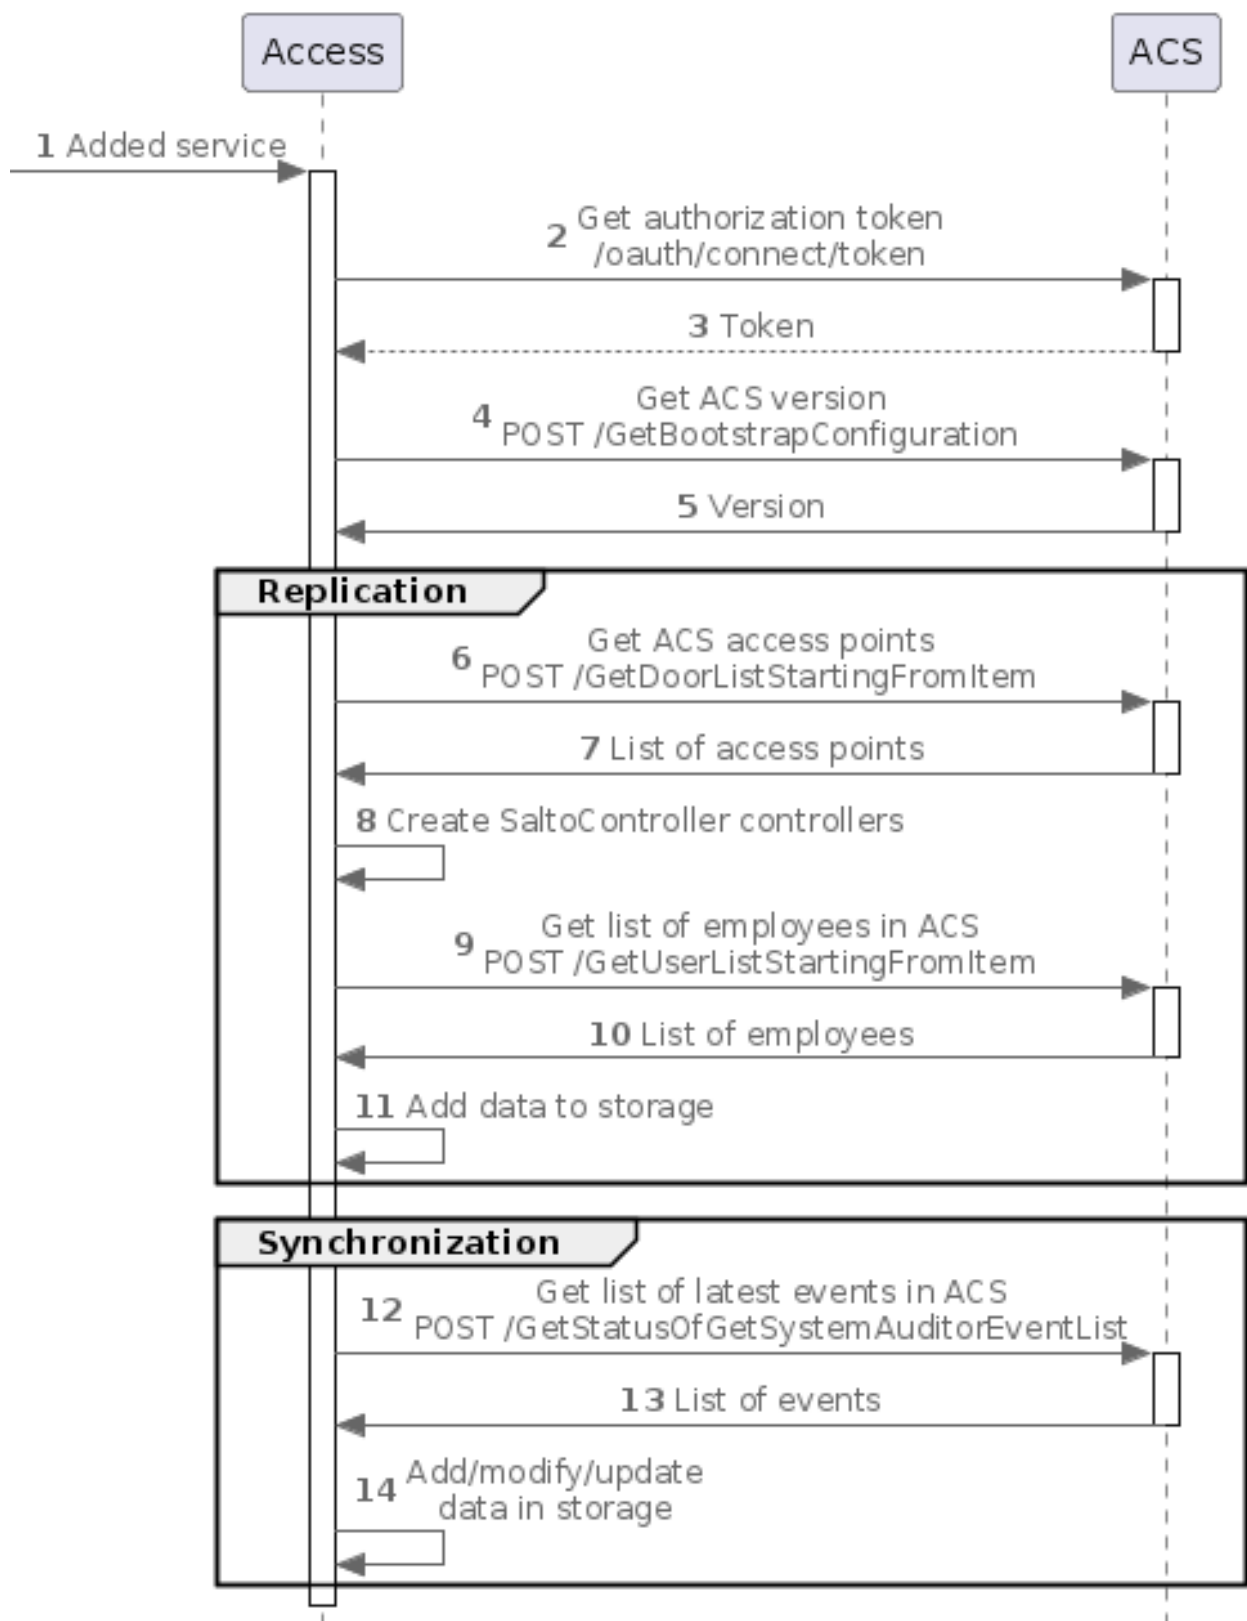 Access
ACS
1 Added service
2 Get authorization token
/oauth/connect/token
3 Token
4 Get ACS version
POST /GetBootstrapConfiguration
5 Version
Replication
6 Get ACS access points
POST /GetDoorListStartingFromItem
7 List of access points
8 Create SaltoController controllers
9 Get list of employees in ACS
POST /GetUserListStartingFromItem
10 List of employees
11 Add data to storage
Synchronization
12 Get list of latest events in ACS
POST /GetStatusOfGetSystemAuditorEventList
13 List of events
14 Add/modify/update
data in storage